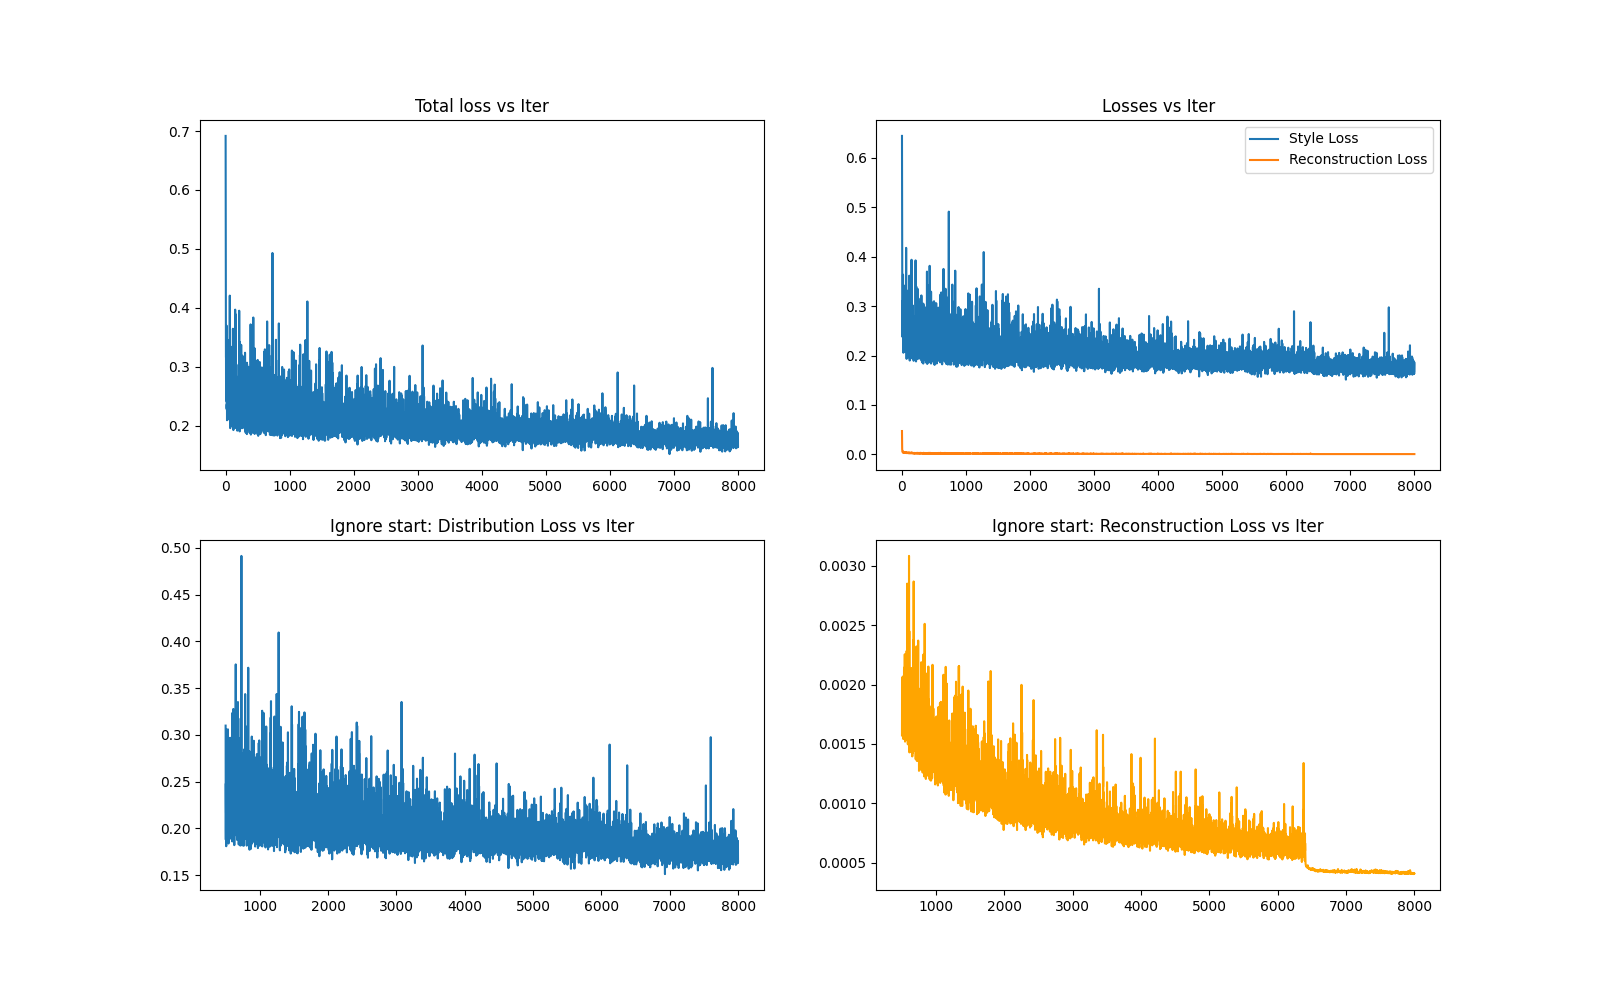 Total loss vs Iter
0.7
0.6
0.5
0.4
0.3
0.2
0 1000 2000 3000 4000 5000 6000 7000 8000
Losses vs Iter
Style Loss
Reconstruction Loss
0.6
0.5
0.4
0.3
0.2
0.1
0.0
0 1000 2000 3000 4000 5000 6000 7000 8000
Ignore start: Distribution Loss vs Iter
0.50
0.45
0.40
0.35
0.30
0.25
0.20
0.15
1000 2000 3000 4000 5000 6000 7000 8000
Ignore start: Reconstruction Loss vs Iter
0.0030
0.0025
0.0020
0.0015
0.0010
0.0005
1000 2000 3000 4000 5000 6000 7000 8000